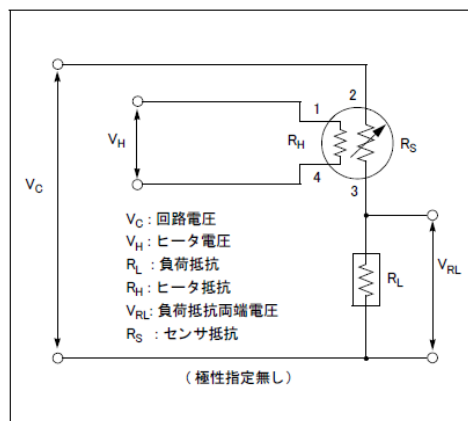 2
1
V_H
R_H
R_S
4
3
V_C
V_C：回路電圧
V_H：ヒータ電圧
R_L：負荷抵抗
R_H：ヒータ抵抗
V_RL：負荷抵抗両端電圧
R_S：センサ抵抗
R_L
V_RL
（極性指定無し）